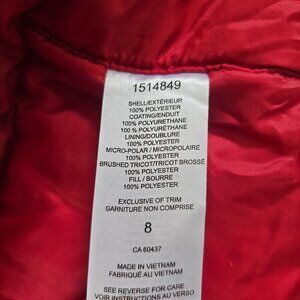 1514849
SHELL/EXTÉRIEUR
100% POLYESTER
COATING/ENDUIT
100% POLYURETHANE
100 % POLYURÉTHANE
LINING/DOUBLURE
100% POLYESTER
MICRO-POLAR / MICROPOLAIRE
100% POLYESTER
BRUSHED TRICOT/TRICOT BROSSÉ
100% POLYESTER
FILL / BOURRE
100% POLYESTER
EXCLUSIVE OF TRIM
GARNITURE NON COMPRISE
8
CA 60437
MADE IN VIETNAM
FABRIQUÉ AU VIETNAM
SEE REVERSE FOR CARE
VOIR INSTRUCTIONS AU VERSO